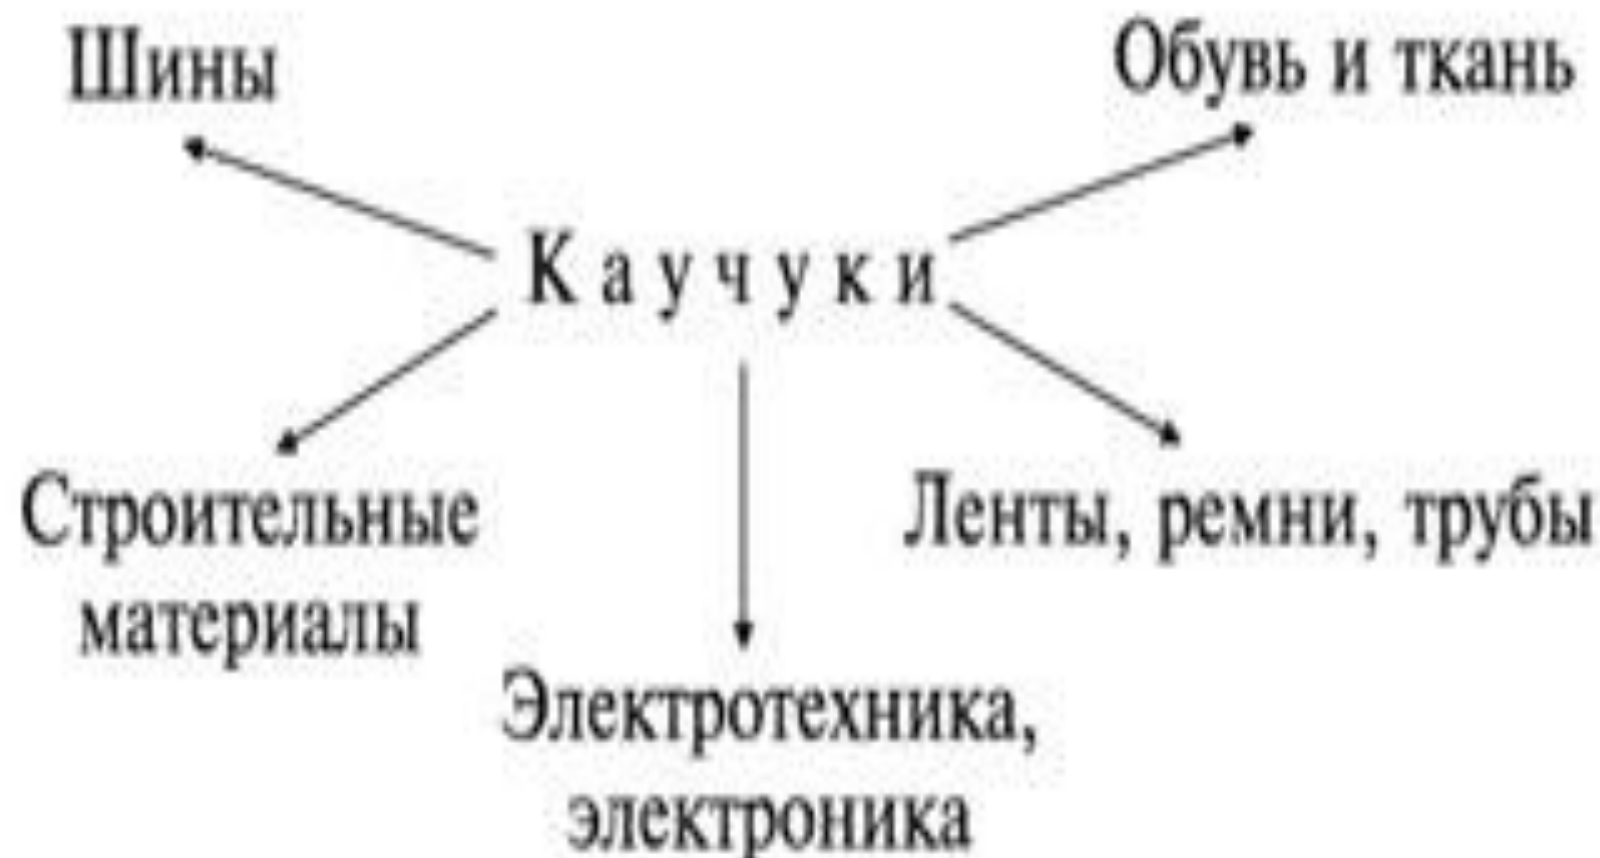 Шины
Обувь и ткань
Каучуки
Строительные
материалы
Ленты, ремни, трубы
Электротехника,
электроника